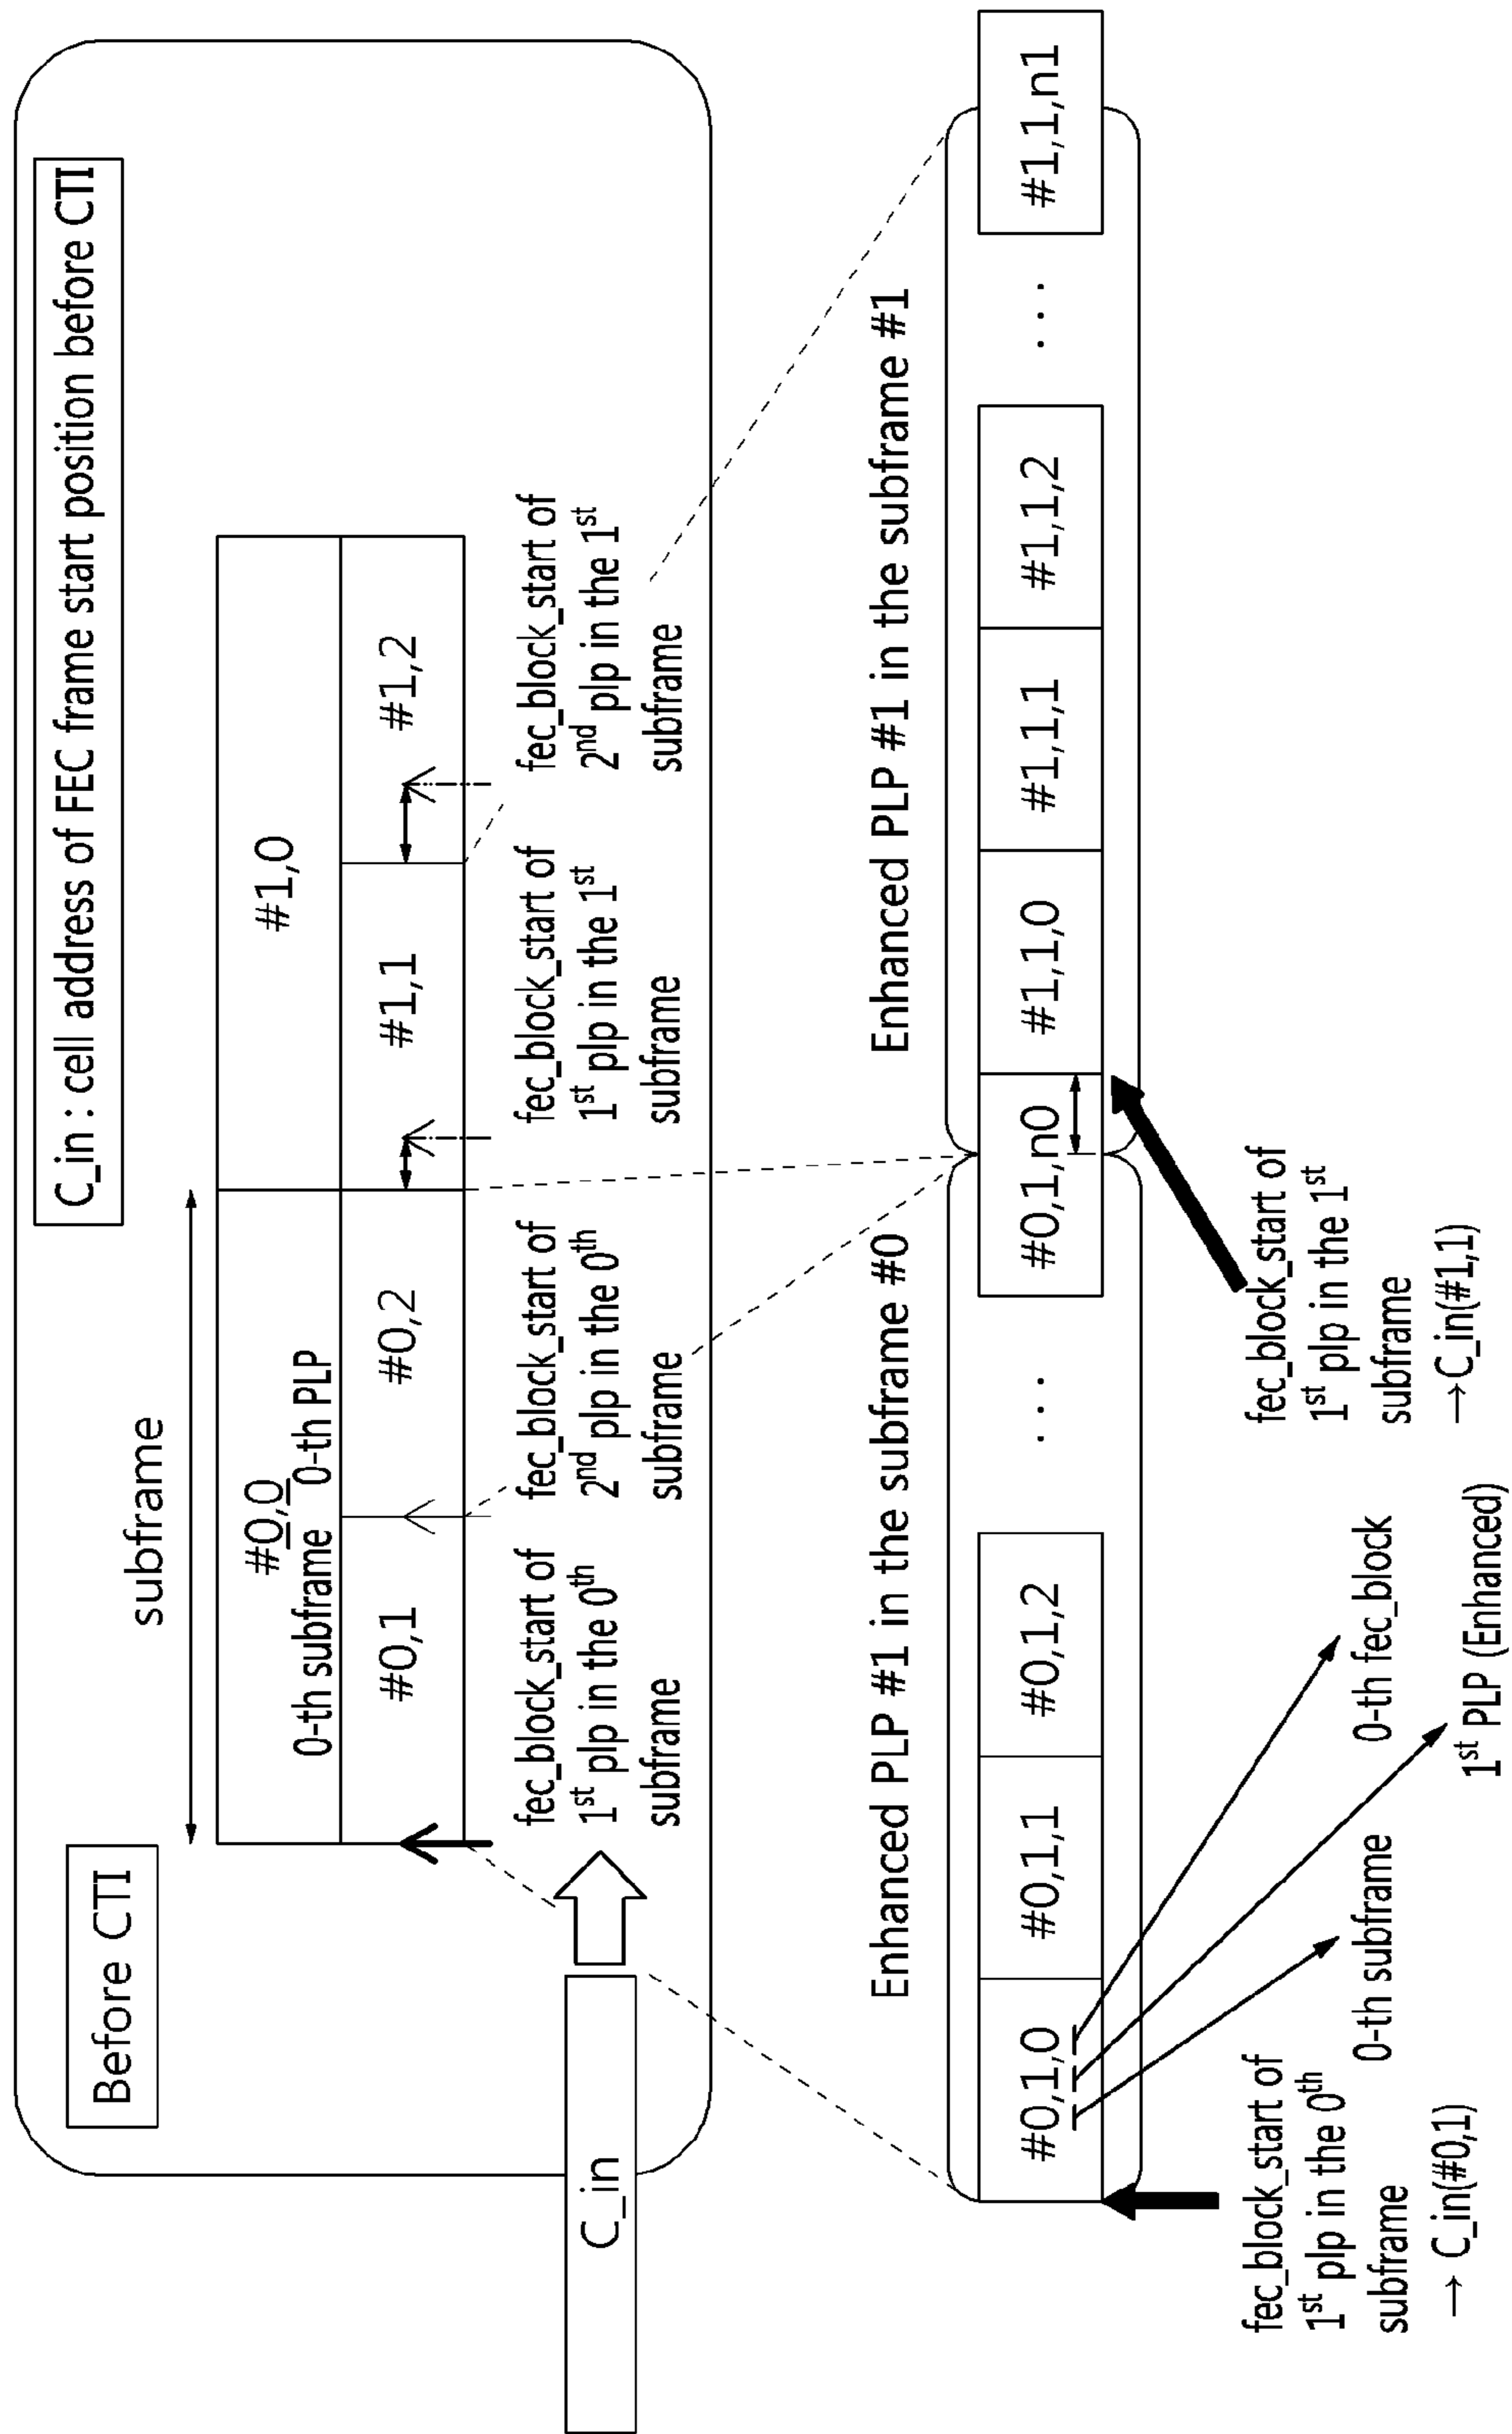 Before CTI
C_in : cell address of FEC frame start position before CTI
subframe
#0,0
0-th subframe 0-th PLP
#1,0
#0,1
#0,2
#1,1
#1,2
fec_block_start of
1st plp in the 0th
subframe
fec_block_start of
2nd plp in the 0th
subframe
fec_block_start of
1st plp in the 1st
subframe
fec_block_start of
2nd plp in the 1st
subframe
C_in
Enhanced PLP #1 in the subframe #0
Enhanced PLP #1 in the subframe #1
#0,1,0
#0,1,1
#0,1,2
. . .
#0,1,n0
#1,1,0
#1,1,1
#1,1,2
. . .
#1,1,n1
fec_block_start of
1st plp in the 0th
subframe
→ C_in(#0,1)
0-th subframe
0-th fec_block
1st PLP (Enhanced)
fec_block_start of
1st plp in the 1st
subframe
→C_in(#1,1)